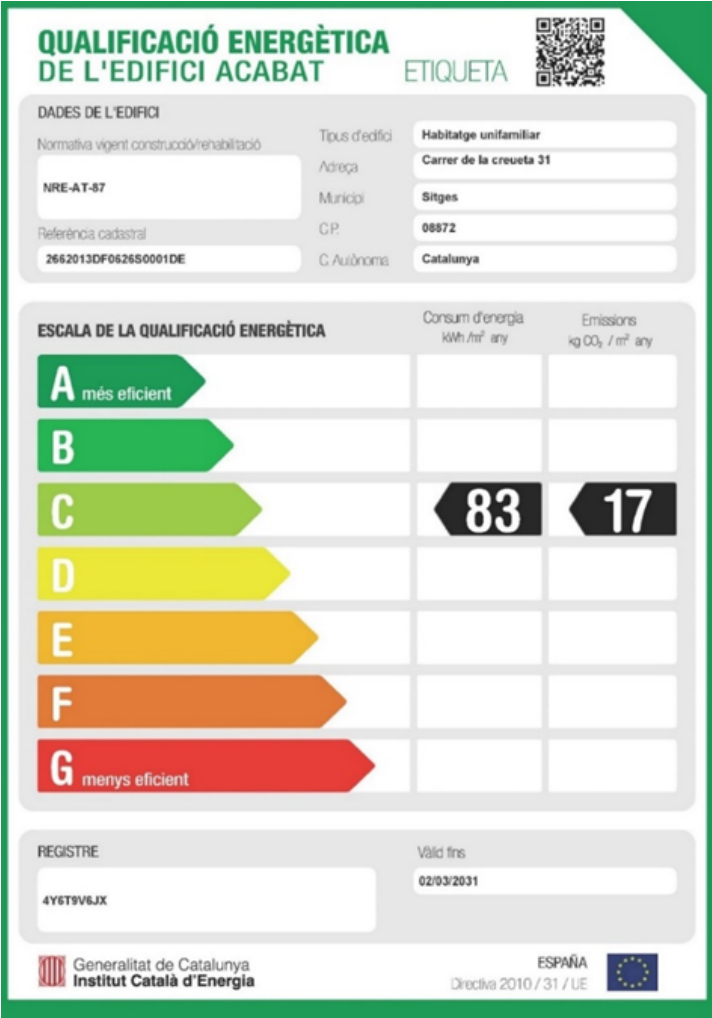 QUALIFICACIÓ ENERGÈTICA
DE L'EDIFICI ACABAT ETIQUETA
DADES DE L'EDIFICI
Normativa vigent construcció/rehabilitació
NRE-AT-87
Referència cadastral
2662013DF0626S0001DE
Tipus d'edifici Habitatge unifamiliar
Adreça Carrer de la creueta 31
Municipi Sitges
C.P. 08872
C.Autònoma Catalunya
ESCALA DE LA QUALIFICACIÓ ENERGÈTICA
Consum d'energia
kWh /m² any
Emissions
kg CO₂ / m² any
A més eficient
B
C 83 17
D
E
F
G menys eficient
REGISTRE
4Y6T9V6JX
Vàlid fins
02/03/2031
Generalitat de Catalunya
Institut Català d'Energia
ESPAÑA
Directiva 2010 / 31 / UE